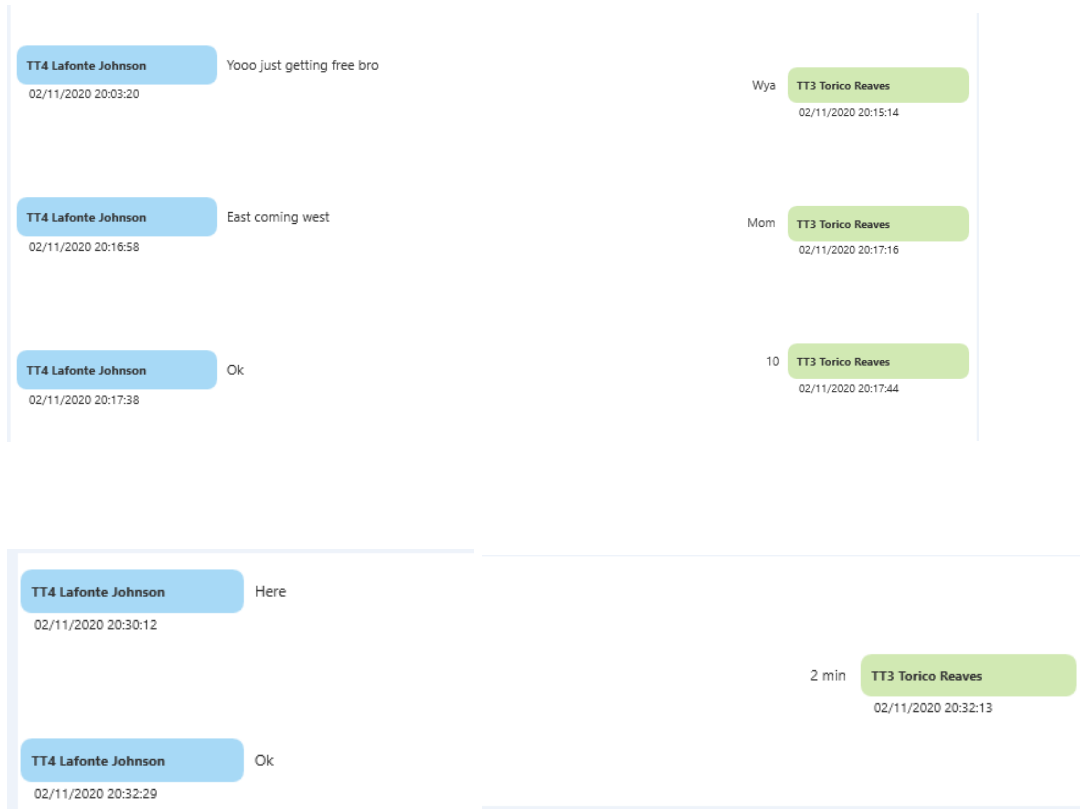 TT4 Lafonte Johnson Yooo just getting free bro
02/11/2020 20:03:20
Wya TT3 Torico Reaves
02/11/2020 20:15:14
TT4 Lafonte Johnson East coming west
02/11/2020 20:16:58
Mom TT3 Torico Reaves
02/11/2020 20:17:16
TT4 Lafonte Johnson Ok
02/11/2020 20:17:38
10 TT3 Torico Reaves
02/11/2020 20:17:44
TT4 Lafonte Johnson Here
02/11/2020 20:30:12
2 min TT3 Torico Reaves
02/11/2020 20:32:13
TT4 Lafonte Johnson Ok
02/11/2020 20:32:29